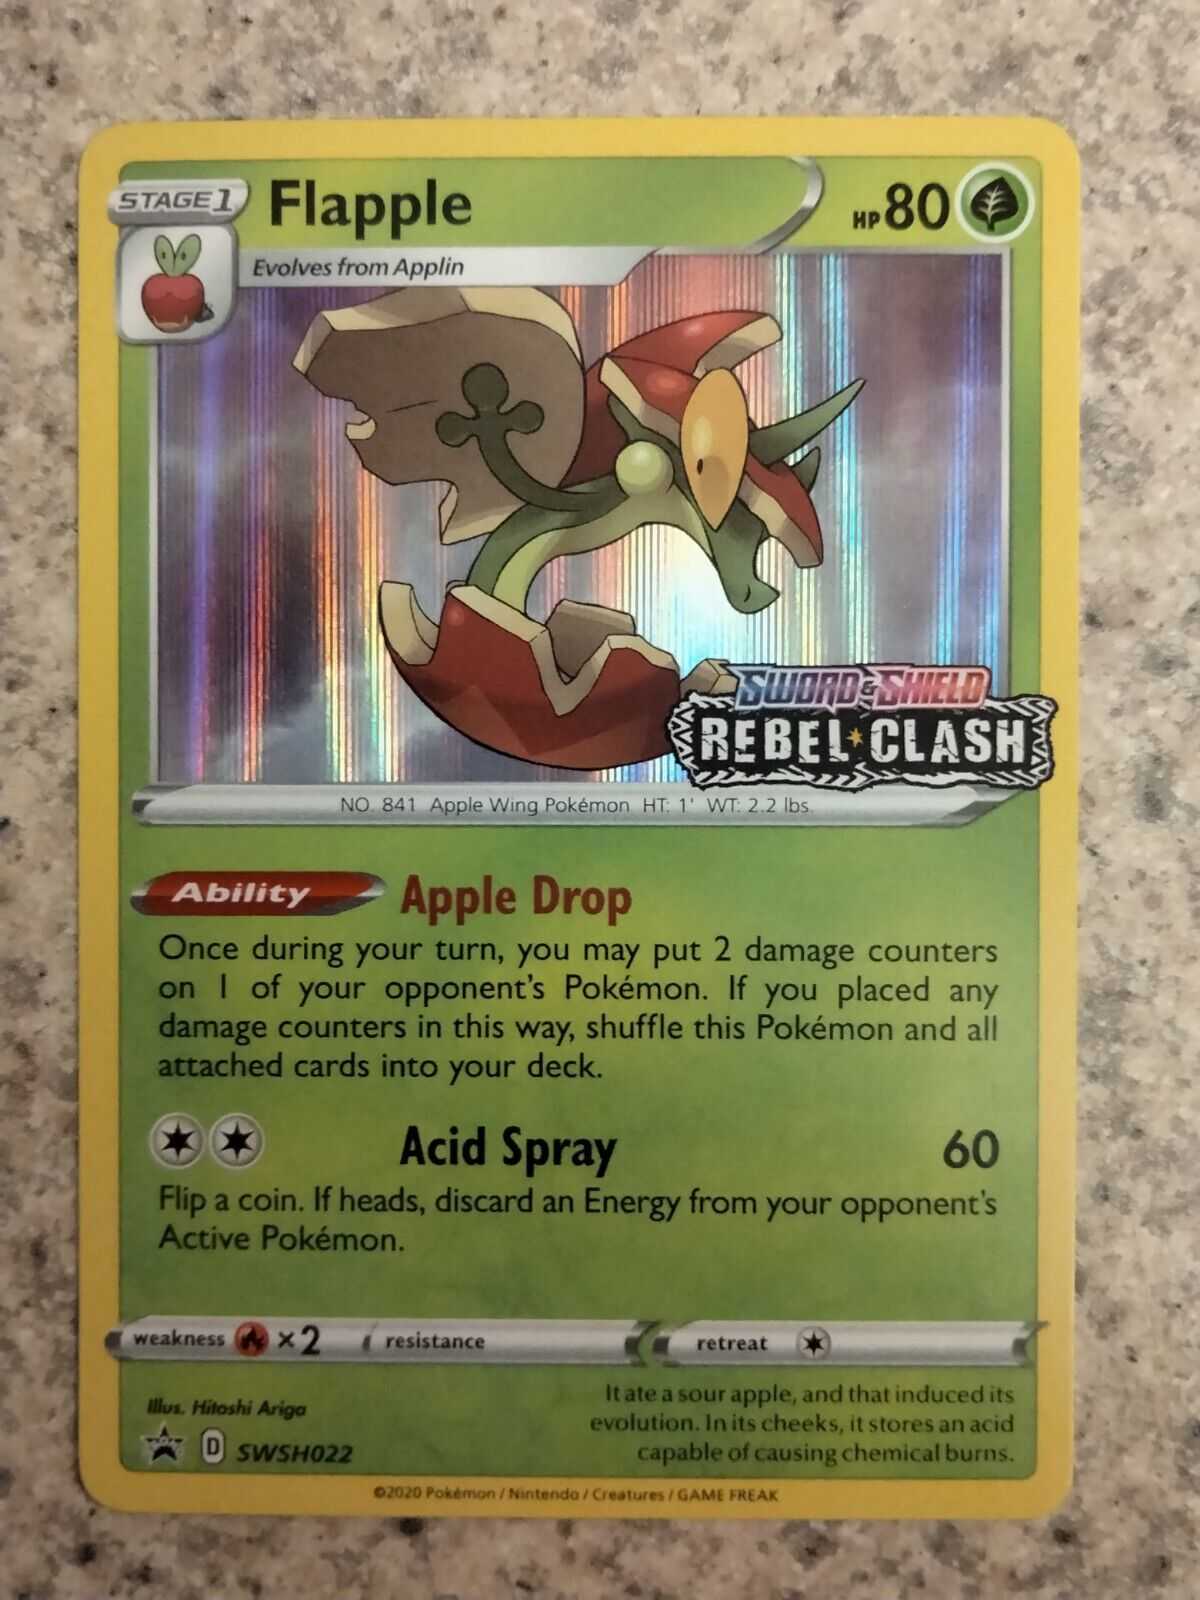 STAGE 1
Flapple
HP 80
Evolves from Applin
SWORD & SHIELD
REBEL CLASH
NO. 841 Apple Wing Pokémon HT: 1' WT: 2.2 lbs.
Ability Apple Drop
Once during your turn, you may put 2 damage counters
on 1 of your opponent's Pokémon. If you placed any
damage counters in this way, shuffle this Pokémon and all
attached cards into your deck.
Acid Spray 60
Flip a coin. If heads, discard an Energy from your opponent's
Active Pokémon.
weakness ×2 resistance retreat
Illus. Hitoshi Ariga
D SWSH022
It ate a sour apple, and that induced its
evolution. In its cheeks, it stores an acid
capable of causing chemical burns.
©2020 Pokémon / Nintendo / Creatures / GAME FREAK